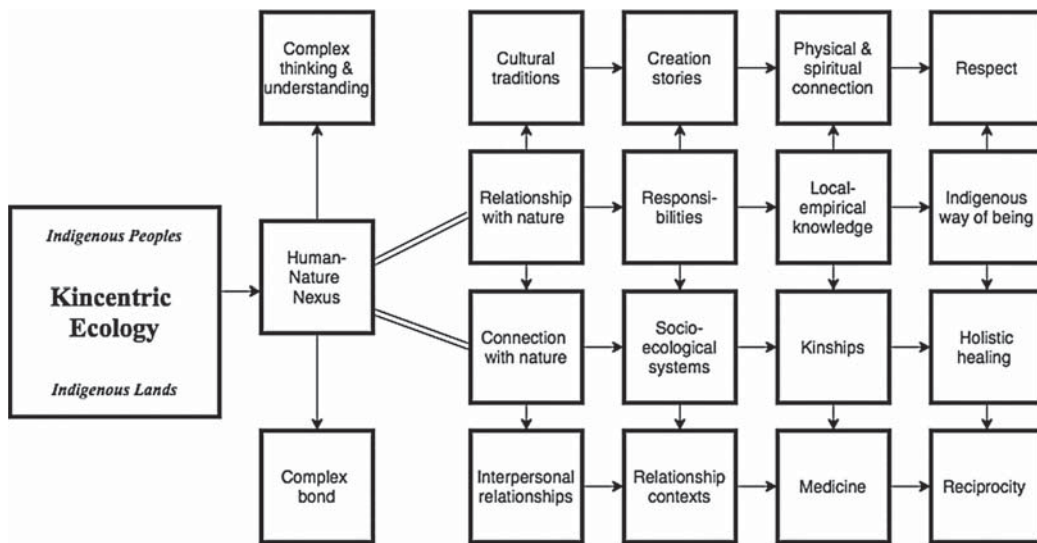 Complex
thinking &
understanding
Cultural
traditions
Creation
stories
Physical &
spiritual
connection
Respect
Relationship
with nature
Responsi-
bilities
Local-
empirical
knowledge
Indigenous
way of being
Indigenous Peoples
Kincentric
Ecology
Indigenous Lands
Human-
Nature
Nexus
Connection
with nature
Socio-
ecological
systems
Kinships
Holistic
healing
Complex
bond
Interpersonal
relationships
Relationship
contexts
Medicine
Reciprocity